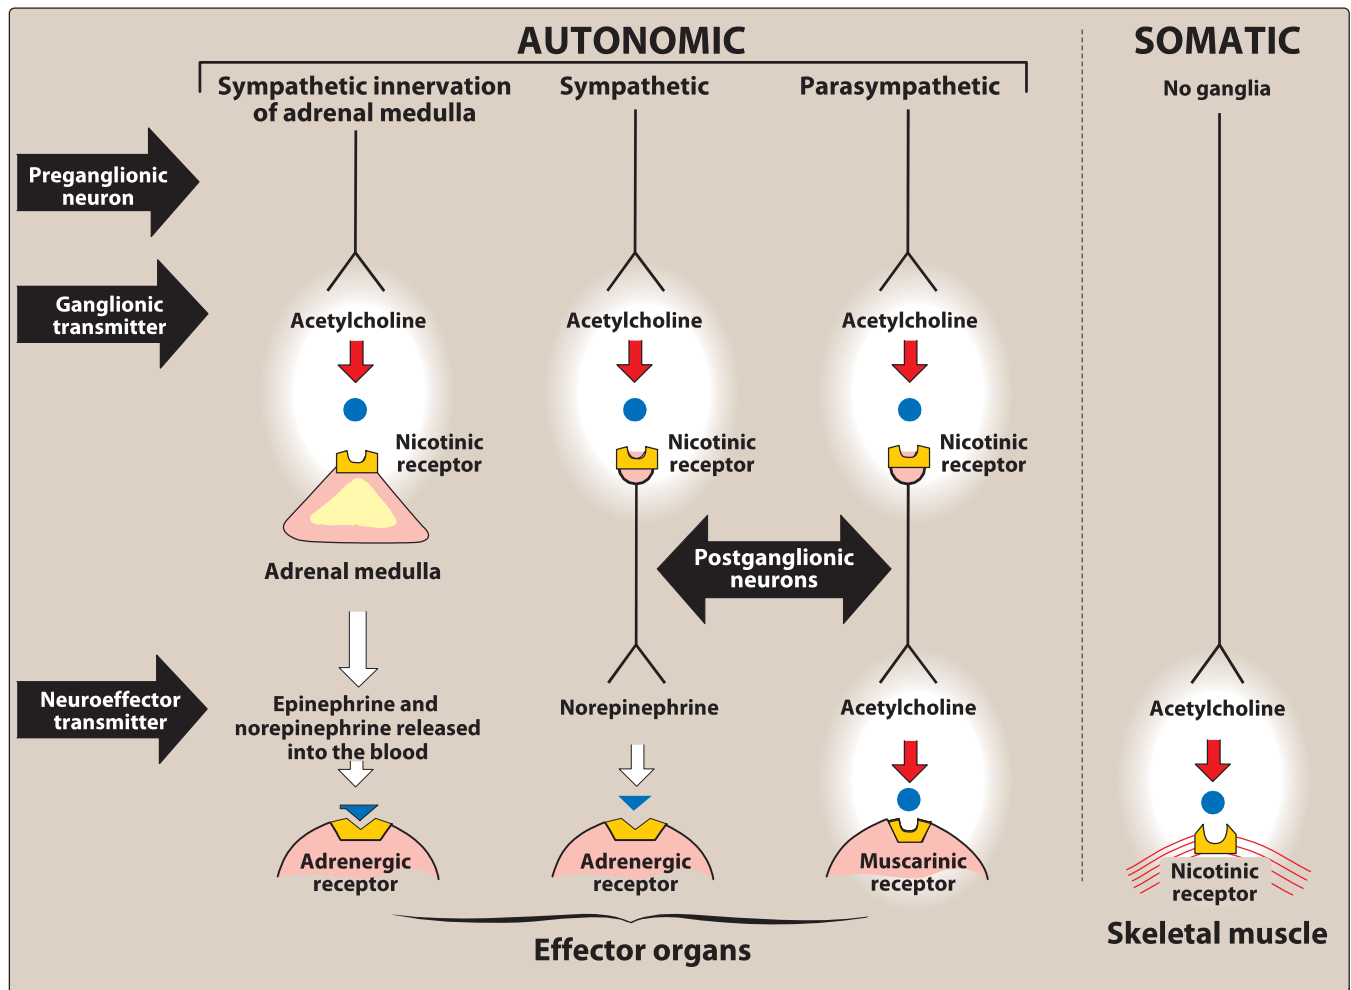 AUTONOMIC
SOMATIC
Sympathetic innervation
of adrenal medulla
Sympathetic
Parasympathetic
No ganglia
Preganglionic
neuron
Ganglionic
transmitter
Acetylcholine
Acetylcholine
Acetylcholine
Nicotinic
receptor
Nicotinic
receptor
Nicotinic
receptor
Adrenal medulla
Postganglionic
neurons
Neuroeffector
transmitter
Epinephrine and
norepinephrine released
into the blood
Norepinephrine
Acetylcholine
Acetylcholine
Adrenergic
receptor
Adrenergic
receptor
Muscarinic
receptor
Nicotinic
receptor
Effector organs
Skeletal muscle